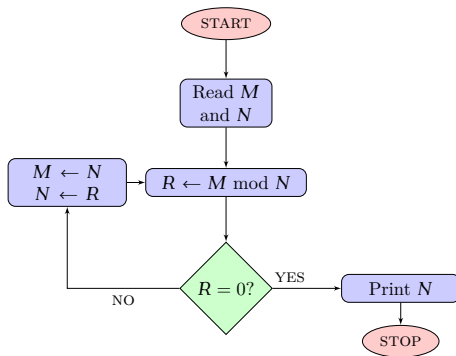 START
Read M
and N
M ← N
N ← R
R ← M mod N
R = 0?
YES
NO
Print N
STOP